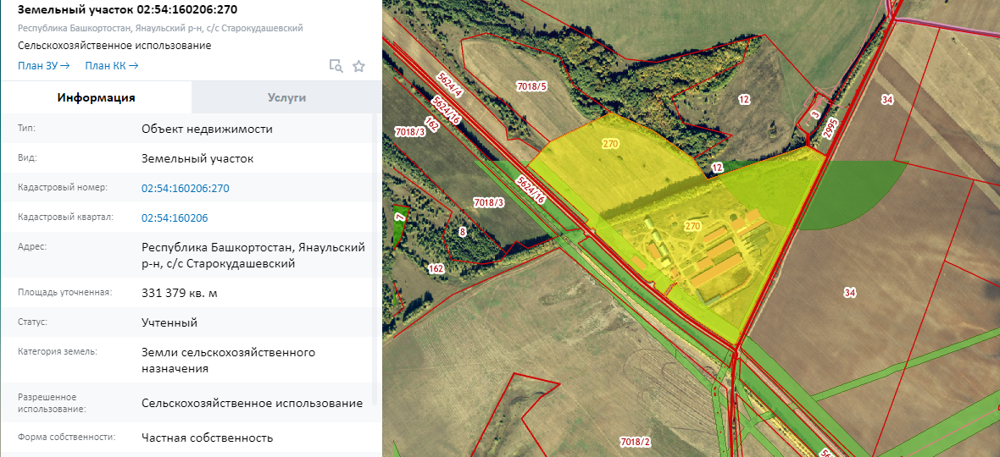 Земельный участок 02:54:160206:270
Республика Башкортостан, Янаульский р-н, с/с Старокудашевский
Сельскохозяйственное использование
План ЗУ → План КК →
Информация Услуги
Тип: Объект недвижимости
Вид: Земельный участок
Кадастровый номер: 02:54:160206:270
Кадастровый квартал: 02:54:160206
Адрес: Республика Башкортостан, Янаульский
р-н, с/с Старокудашевский
Площадь уточненная: 331 379 кв. м
Статус: Учтенный
Категория земель: Земли сельскохозяйственного
назначения
Разрешенное
использование: Сельскохозяйственное использование
Форма собственности: Частная собственность
5624/4
7018/5
12
34
3
5624/16
162
2995
7018/3
270
12
5624/16
7018/3
7
8
270
162
34
7018/2